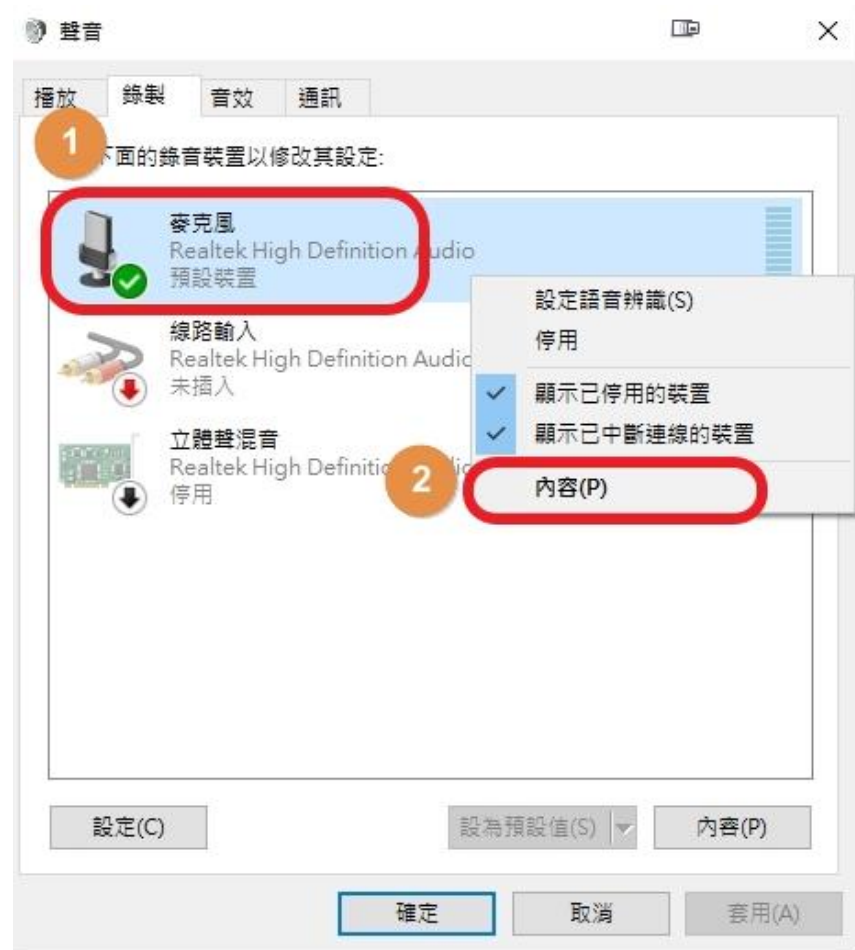 聲音
播放 錄製 音效 通訊
1
下面的錄音裝置以修改其設定:
麥克風
Realtek High Definition Audio
預設裝置
設定語音辨識(S)
線路輸入
停用
Realtek High Definition Audio
未插入
顯示已停用的裝置
顯示已中斷連線的裝置
立體聲混音
Realtek High
2
內容(P)
停用
設定(C) 設為預設值(S) 內容(P)
確定 取消 套用(A)